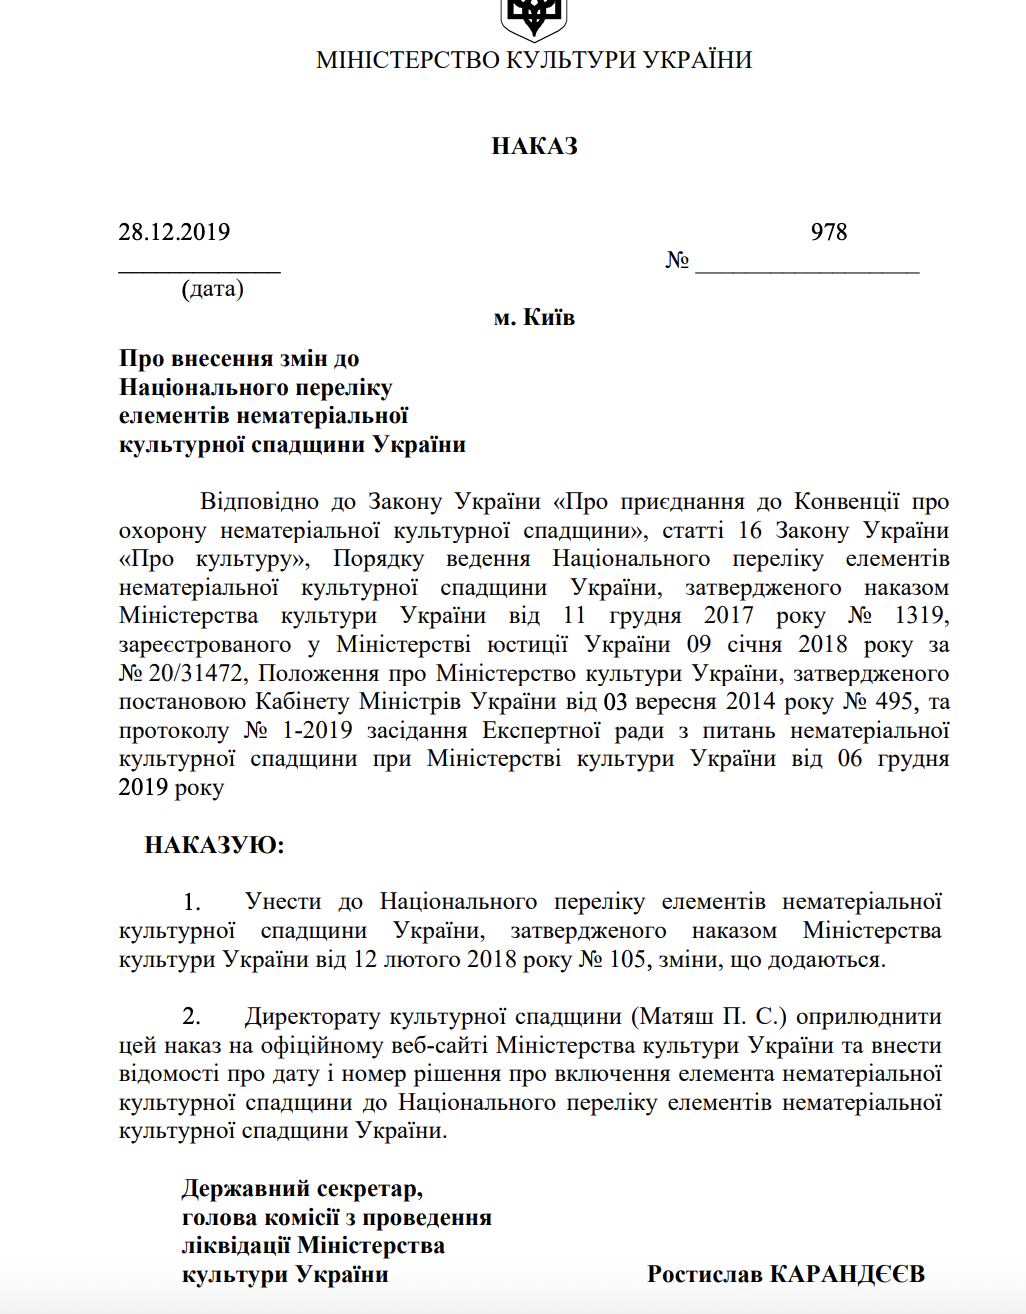 МІНІСТЕРСТВО КУЛЬТУРИ УКРАЇНИ
НАКАЗ
28.12.2019 978
_____________ № __________________
(дата)
м. Київ
Про внесення змін до
Національного переліку
елементів нематеріальної
культурної спадщини України
Відповідно до Закону України «Про приєднання до Конвенції про
охорону нематеріальної культурної спадщини», статті 16 Закону України
«Про культуру», Порядку ведення Національного переліку елементів
нематеріальної культурної спадщини України, затвердженого наказом
Міністерства культури України від 11 грудня 2017 року № 1319,
зареєстрованого у Міністерстві юстиції України 09 січня 2018 року за
№ 20/31472, Положення про Міністерство культури України, затвердженого
постановою Кабінету Міністрів України від 03 вересня 2014 року № 495, та
протоколу № 1-2019 засідання Експертної ради з питань нематеріальної
культурної спадщини при Міністерстві культури України від 06 грудня
2019 року
НАКАЗУЮ:
1. Унести до Національного переліку елементів нематеріальної
культурної спадщини України, затвердженого наказом Міністерства
культури України від 12 лютого 2018 року № 105, зміни, що додаються.
2. Директорату культурної спадщини (Матяш П. С.) оприлюднити
цей наказ на офіційному веб-сайті Міністерства культури України та внести
відомості про дату і номер рішення про включення елемента нематеріальної
культурної спадщини до Національного переліку елементів нематеріальної
культурної спадщини України.
Державний секретар,
голова комісії з проведення
ліквідації Міністерства
культури України Ростислав КАРАНДЄЄВ